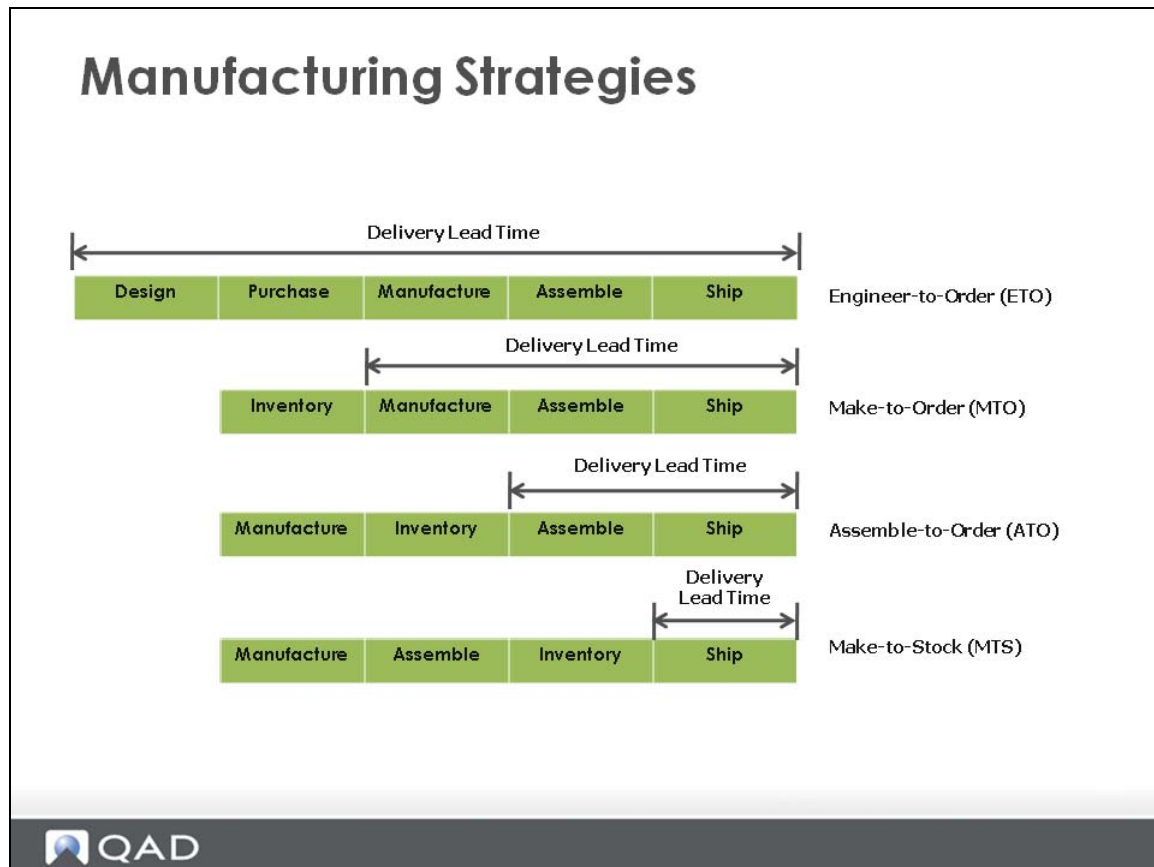 Manufacturing Strategies
Delivery Lead Time
Design Purchase Manufacture Assemble Ship Engineer-to-Order (ETO)
Delivery Lead Time
Inventory Manufacture Assemble Ship Make-to-Order (MTO)
Delivery Lead Time
Manufacture Inventory Assemble Ship Assemble-to-Order (ATO)
Delivery
Lead Time
Manufacture Assemble Inventory Ship Make-to-Stock (MTS)
QAD